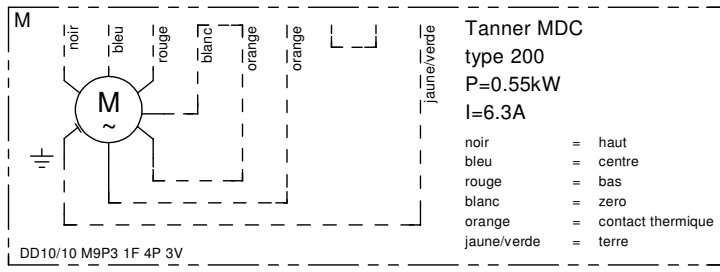 M
noir
bleu
rouge
blanc
orange
orange
jaune/verde
M
~
Tanner MDC
type 200
P=0.55kW
I=6.3A
noir = haut
bleu = centre
rouge = bas
blanc = zero
orange = contact thermique
jaune/verde = terre
DD10/10 M9P3 1F 4P 3V